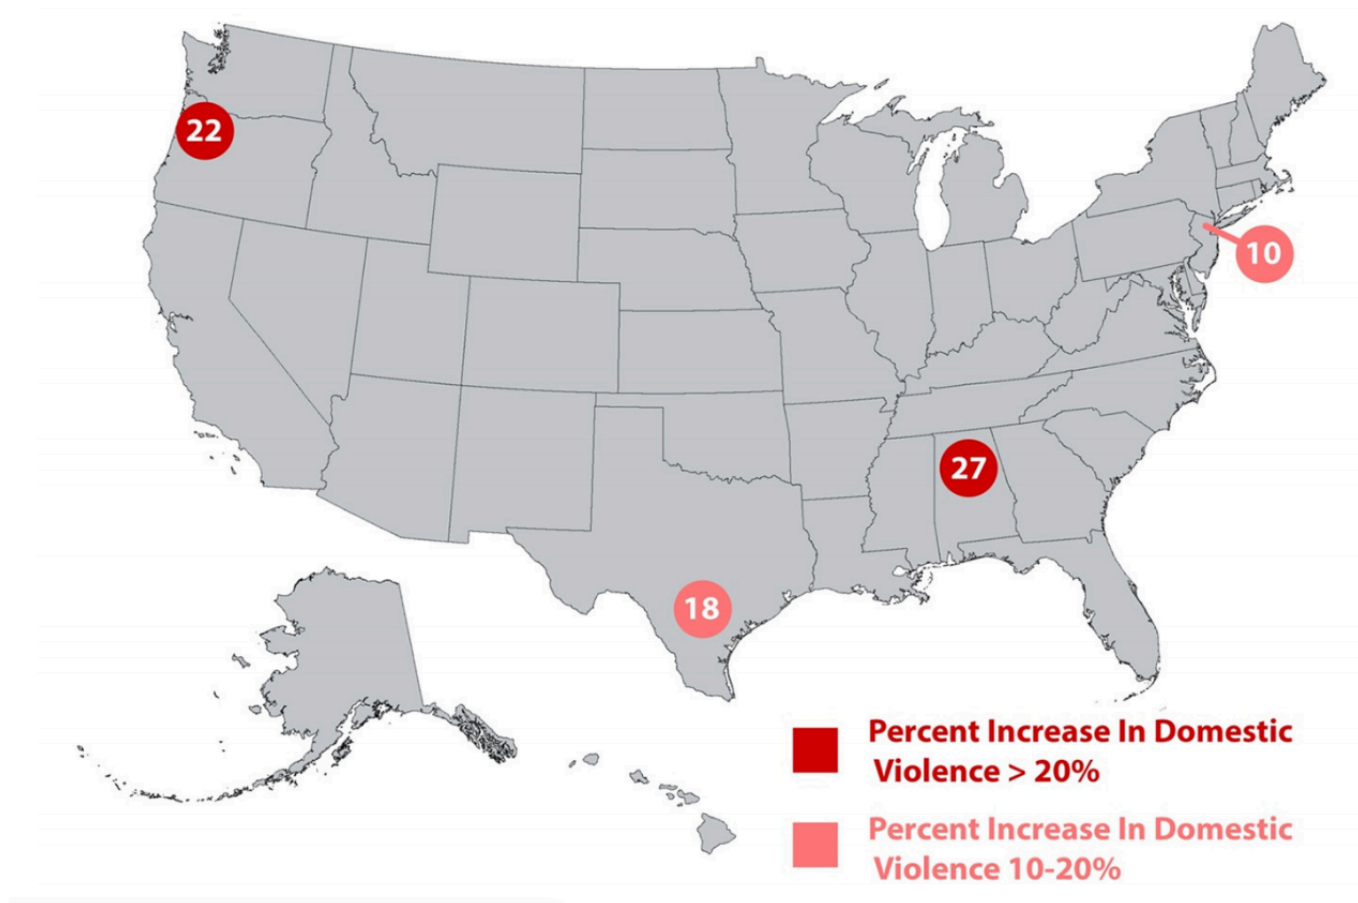 22
10
27
18
Percent Increase In Domestic
Violence > 20%
Percent Increase In Domestic
Violence 10-20%